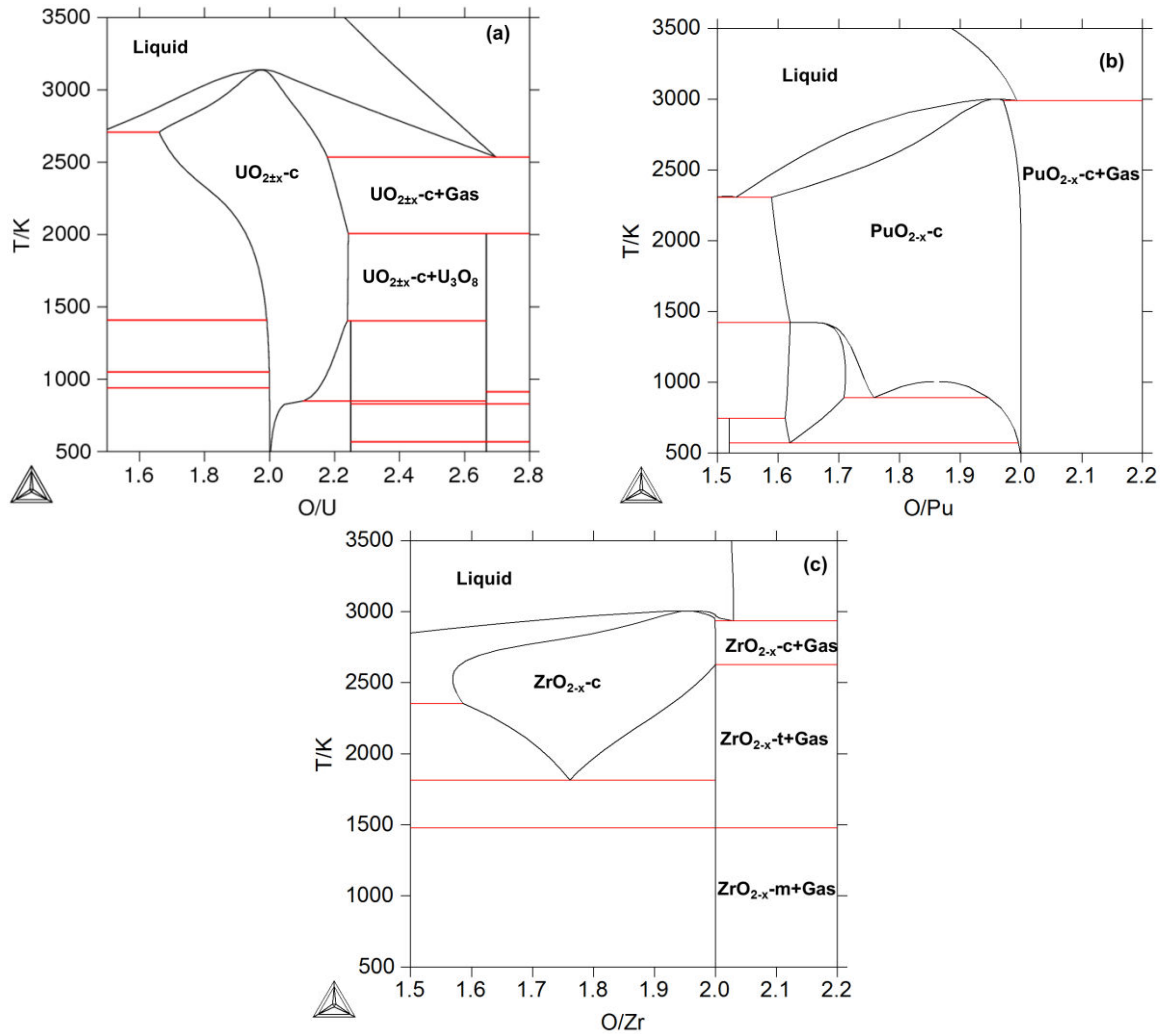 (a)
Liquid
3500
3000
2500
2000
1500
1000
500
T/K
UO2±x-c
UO2±x-c+Gas
UO2±x-c+U3O8
1.6 1.8 2.0 2.2 2.4 2.6 2.8
O/U
(b)
Liquid
3500
3000
2500
2000
1500
1000
500
T/K
PuO2-x-c+Gas
PuO2-x-c
1.5 1.6 1.7 1.8 1.9 2.0 2.1 2.2
O/Pu
(c)
Liquid
3500
3000
2500
2000
1500
1000
500
T/K
ZrO2-x-c+Gas
ZrO2-x-c
ZrO2-x-t+Gas
ZrO2-x-m+Gas
1.5 1.6 1.7 1.8 1.9 2.0 2.1 2.2
O/Zr